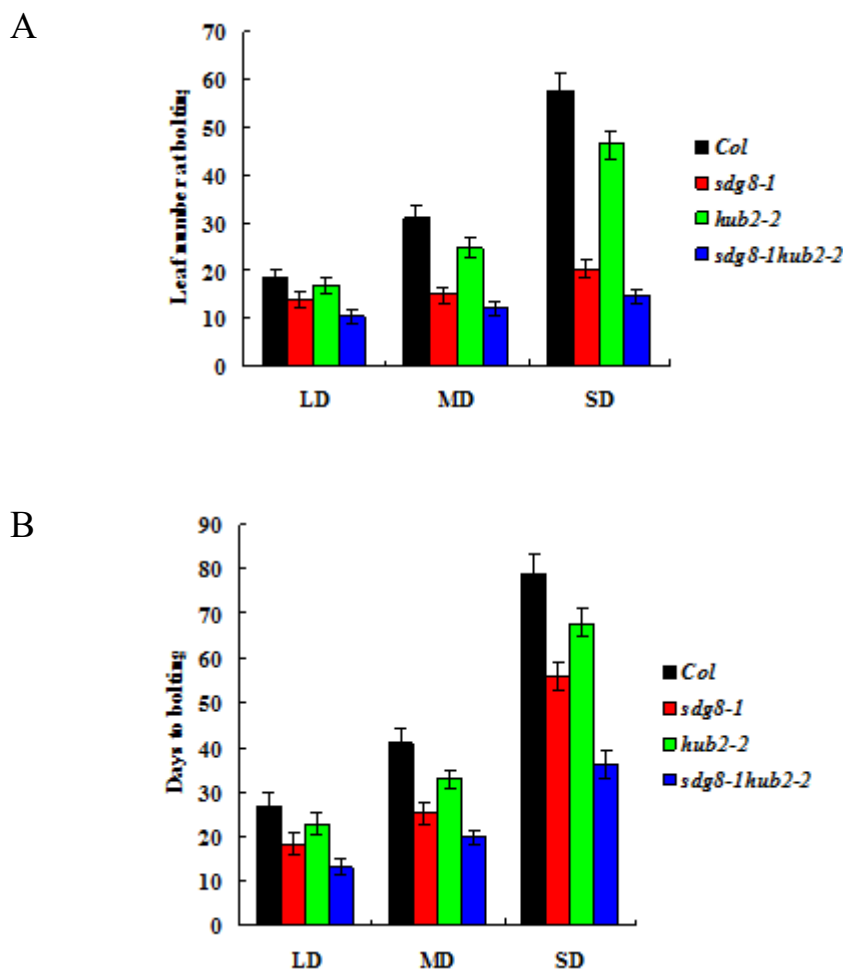 A
Leaf number at bolting
70
60
50
40
30
20
10
0
LD MD SD
Col
sdg8-1
hub2-2
sdg8-1hub2-2
B
Days to bolting
90
80
70
60
50
40
30
20
10
0
LD MD SD
Col
sdg8-1
hub2-2
sdg8-1hub2-2